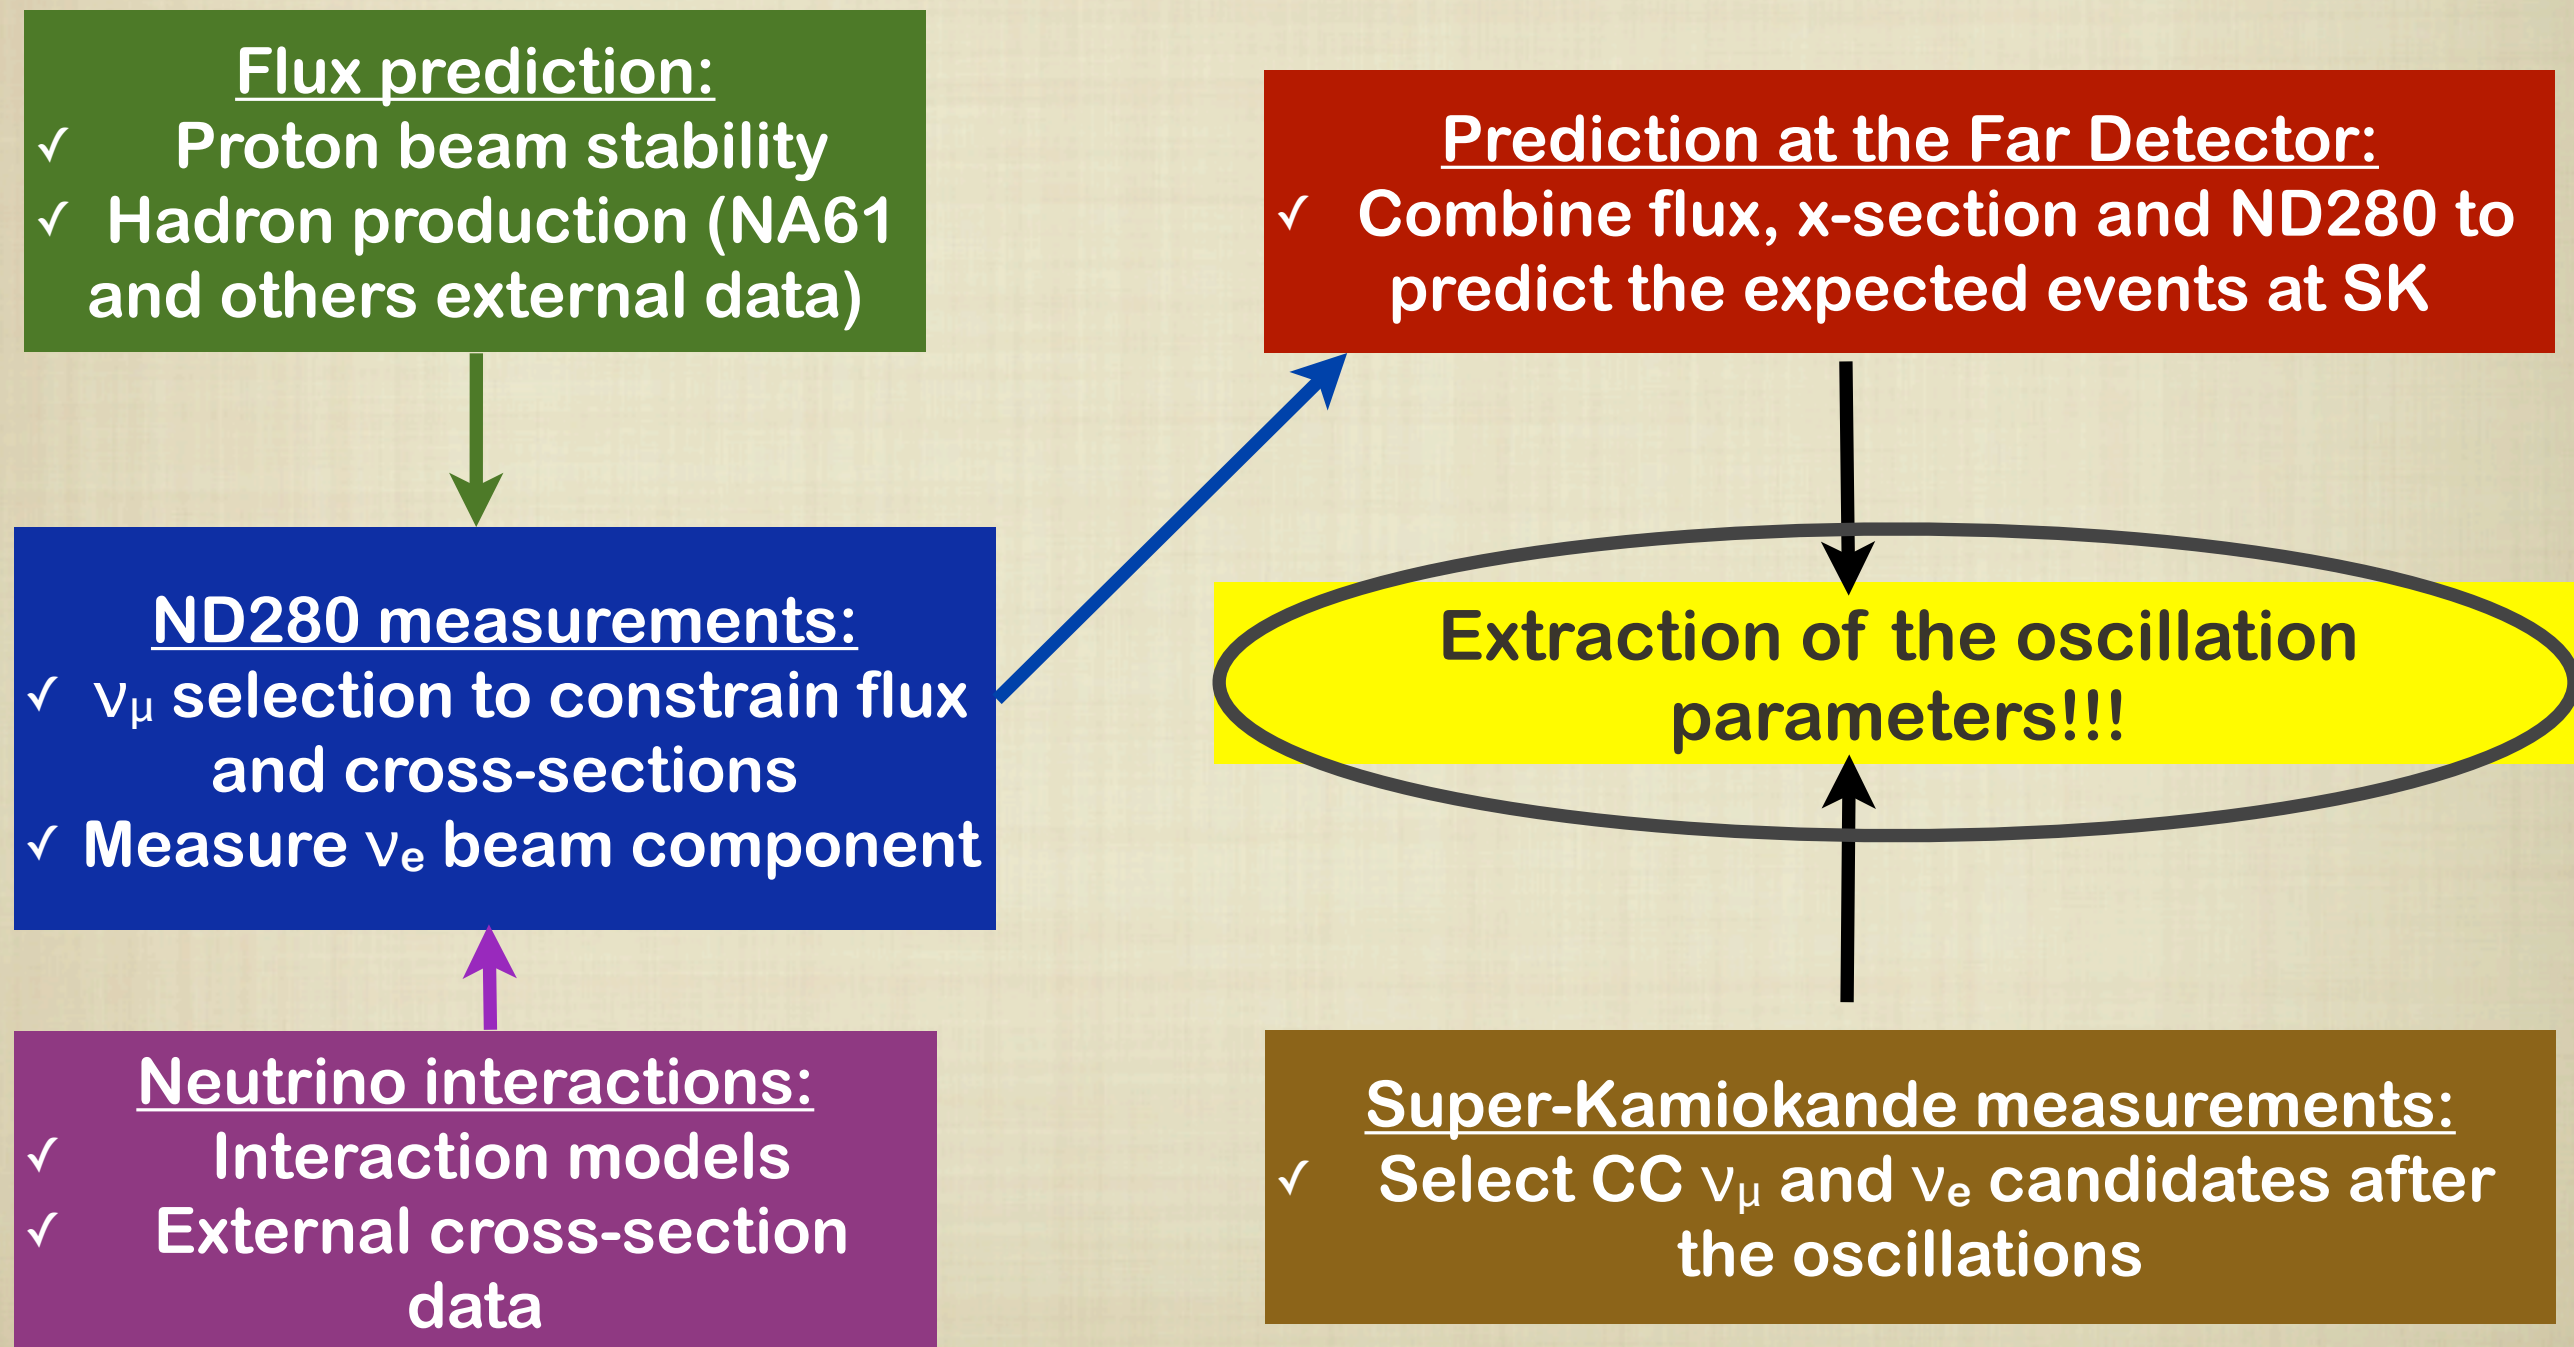 Flux prediction:
✓ Proton beam stability
✓ Hadron production (NA61
and others external data)
Prediction at the Far Detector:
✓ Combine flux, x-section and ND280 to
predict the expected events at SK
ND280 measurements:
✓ νμ selection to constrain flux
and cross-sections
✓ Measure νe beam component
Extraction of the oscillation
parameters!!!
Neutrino interactions:
✓ Interaction models
✓ External cross-section
data
Super-Kamiokande measurements:
✓ Select CC νμ and νe candidates after
the oscillations